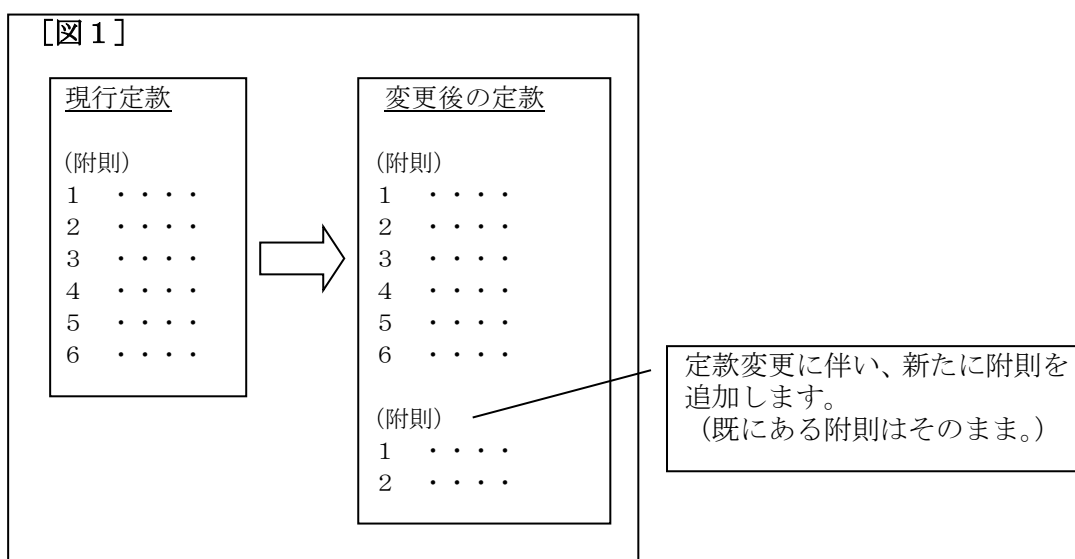 ［図１］
現行定款
(附則)
１　・・・・
２　・・・・
３　・・・・
４　・・・・
５　・・・・
６　・・・・
変更後の定款
(附則)
１　・・・・
２　・・・・
３　・・・・
４　・・・・
５　・・・・
６　・・・・
(附則)
１　・・・・
２　・・・・
定款変更に伴い、新たに附則を
追加します。
（既にある附則はそのまま。）